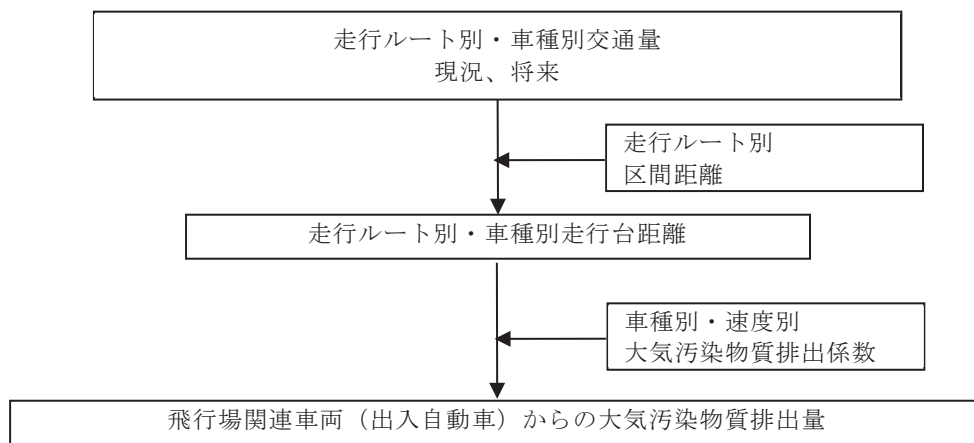 走行ルート別・車種別交通量
現況、将来
走行ルート別
区間距離
走行ルート別・車種別走行台距離
車種別・速度別
大気汚染物質排出係数
飛行場関連車両（出入自動車）からの大気汚染物質排出量